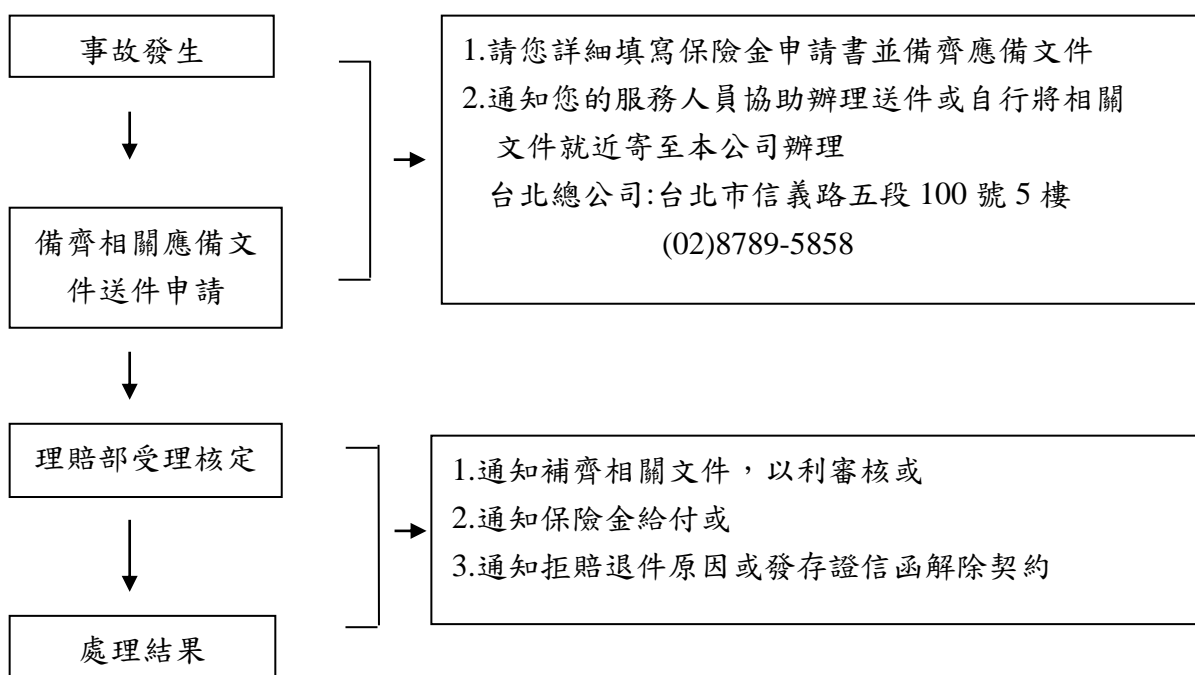 事故發生
1.請您詳細填寫保險金申請書並備齊應備文件
2.通知您的服務人員協助辦理送件或自行將相關
文件就近寄至本公司辦理
台北總公司:台北市信義路五段 100 號 5 樓
(02)8789-5858
備齊相關應備文
件送件申請
理賠部受理核定
1.通知補齊相關文件，以利審核或
2.通知保險金給付或
3.通知拒賠退件原因或發存證信函解除契約
處理結果